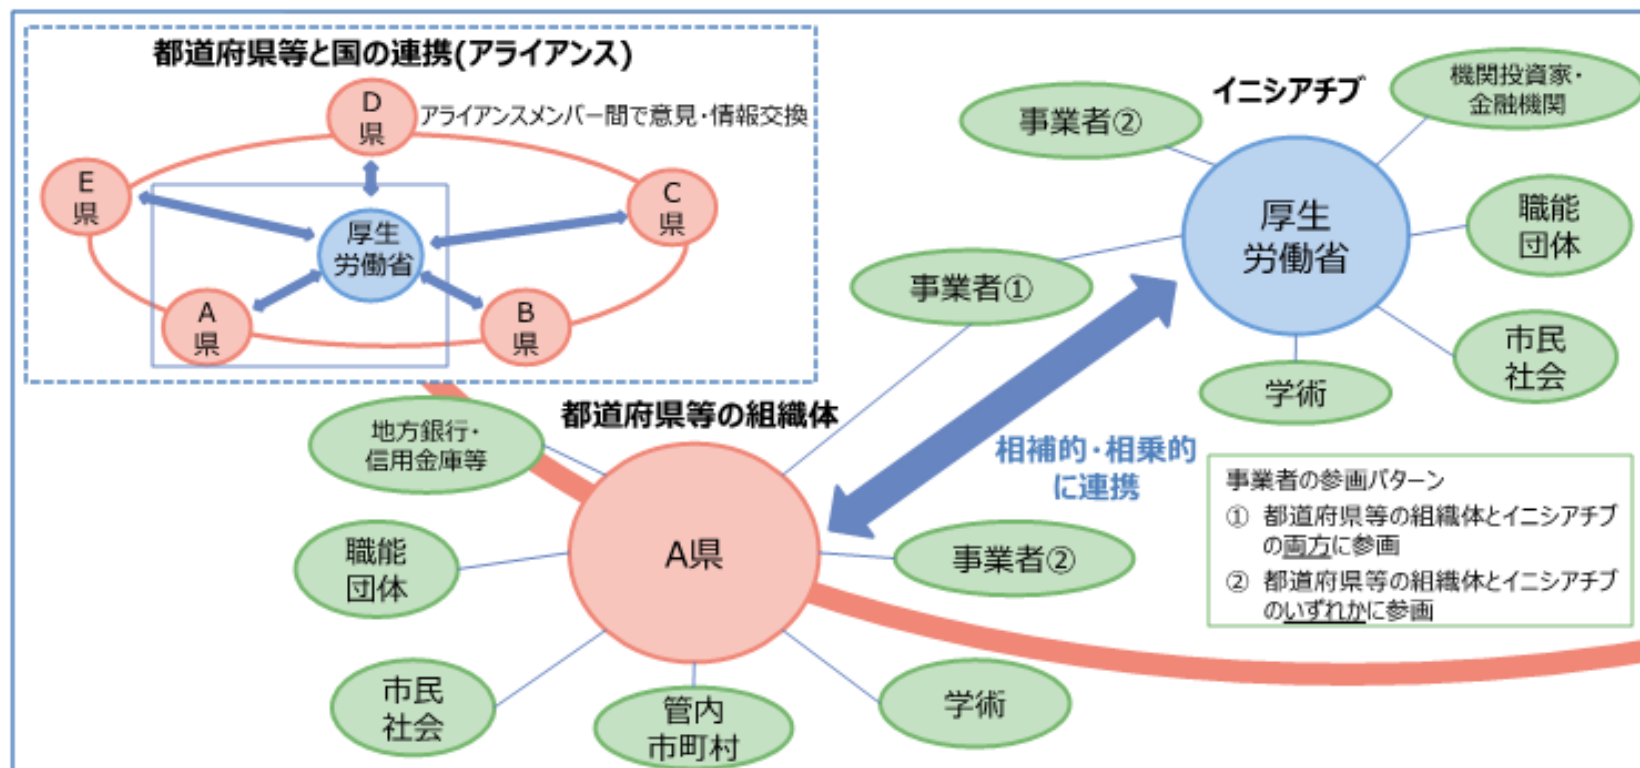 都道府県等と国の連携(アライアンス)
D
県
アライアンスメンバー間で意見・情報交換
E
県
C
県
厚生
労働省
A
県
B
県
イニシアチブ
機関投資家・
金融機関
事業者②
厚生
労働省
職能
団体
事業者①
市民
社会
学術
都道府県等の組織体
地方銀行・
信用金庫等
相補的・相乗的
に連携
A県
事業者②
職能
団体
市民
社会
管内
市町村
学術
事業者の参画パターン
① 都道府県等の組織体とイニシアチブ
の両方に参画
② 都道府県等の組織体とイニシアチブ
のいずれかに参画